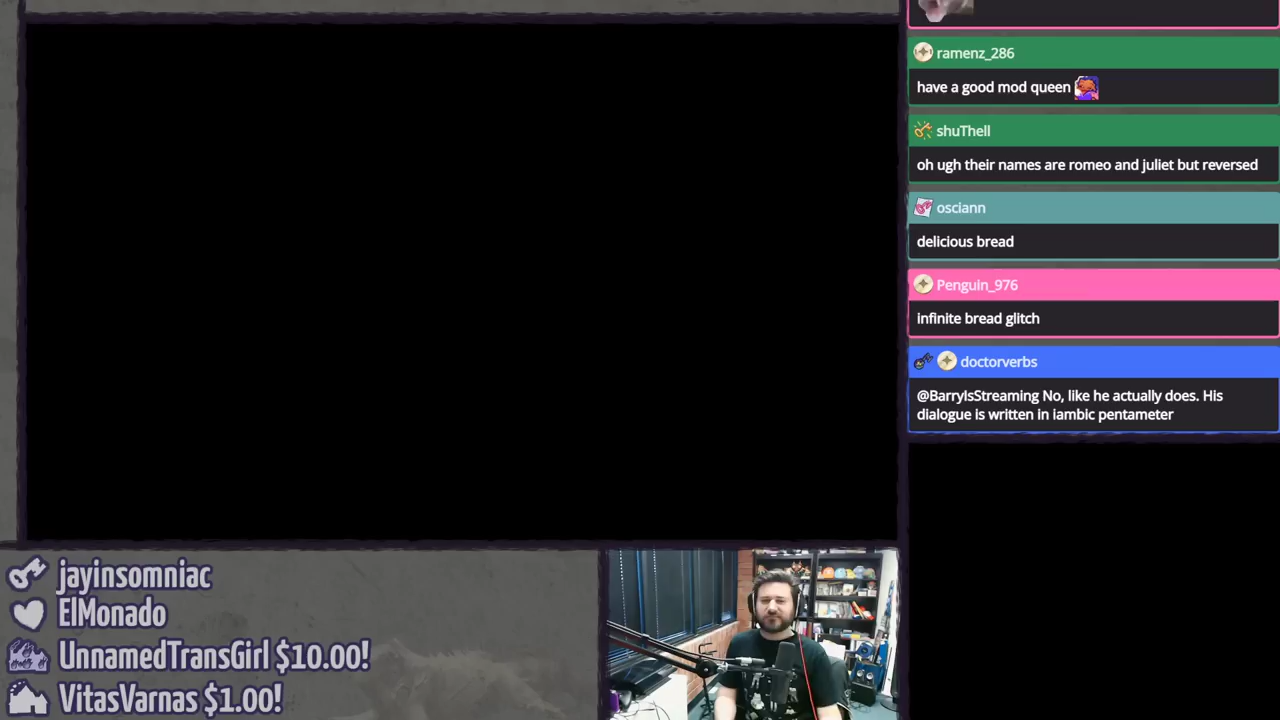 ramenz_286
have a good mod queen
shuThell
oh ugh their names are romeo and juliet but reversed
osciann
delicious bread
Penguin_976
infinite bread glitch
doctorverbs
@BarryIsStreaming No, like he actually does. His
dialogue is written in iambic pentameter
jayinsomniac
ElMonado
UnnamedTransGirl $10.00!
VitasVarnas $1.00!